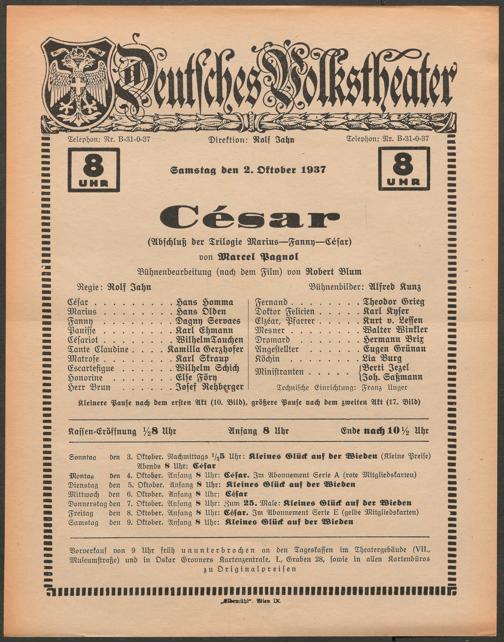 Deutsches Volkstheater
Telephon: Nr. B-31-0-37 Direktion: Rolf Jahn Telephon: Nr. B-31-0-37
8 UHR Samstag den 2. Oktober 1937 8 UHR
César
(Abschluß der Trilogie Marius—Fanny—César)
von Marcel Pagnol
Bühnenbearbeitung (nach dem Film) von Robert Blum
Regie: Rolf Jahn Bühnenbilder: Alfred Kunz
César . . . . . . . . . . Hans Homma
Marius . . . . . . . . . . Hans Olden
Fanny . . . . . . . . . . Dagny Servaes
Panisse . . . . . . . . . . Karl Ehmann
Césariot . . . . . . . . . . Wilhelm Tauchen
Tante Claudine . . . . . . Kamilla Gerzhofer
Matrose . . . . . . . . . . Karl Skraup
Escartefigue . . . . . . . Wilhelm Schich
Honorine . . . . . . . . . Else Föry
Herr Brun . . . . . . . . . Josef Rehberger
Fernand . . . . . . . . . . Theodor Grieg
Doktor Felicien . . . . . . Karl Kyser
Elzéar, Pfarrer . . . . . . Kurt v. Lessen
Mesner . . . . . . . . . . Walter Winkler
Dromard . . . . . . . . . Hermann Brix
Angestellter . . . . . . . Eugen Grünau
Köchin . . . . . . . . . . Lia Burg
Ministranten . . . . . . { Berti Jezel
Joh. Saßmann
Technische Einrichtung: Franz Unger
Kleinere Pause nach dem ersten Akt (10. Bild), größere Pause nach dem zweiten Akt (17. Bild)
Kassen-Eröffnung ½8 Uhr Anfang 8 Uhr Ende nach 10½ Uhr
Sonntag den 3. Oktober. Nachmittags ¼5 Uhr: Kleines Glück auf der Wieden (Kleine Preise)
Abends 8 Uhr: César
Montag den 4. Oktober. Anfang 8 Uhr: César. Im Abonnement Serie A (rote Mitgliedskarten)
Dienstag den 5. Oktober. Anfang 8 Uhr: Kleines Glück auf der Wieden
Mittwoch den 6. Oktober. Anfang 8 Uhr: César
Donnerstag den 7. Oktober. Anfang 8 Uhr: Zum 25. Male: Kleines Glück auf der Wieden
Freitag den 8. Oktober. Anfang 8 Uhr: César. Im Abonnement Serie E (gelbe Mitgliedskarten)
Samstag den 9. Oktober. Anfang 8 Uhr: Kleines Glück auf der Wieden
Vorverkauf von 9 Uhr früh ununterbrochen an den Tageskassen im Theatergebäude (VII.,
Museumstraße) und in Oskar Groyners Kartenzentrale, I., Graben 28, sowie in allen Kartenbüros
zu Originalpreisen
„Elbemühl“, Wien IX.